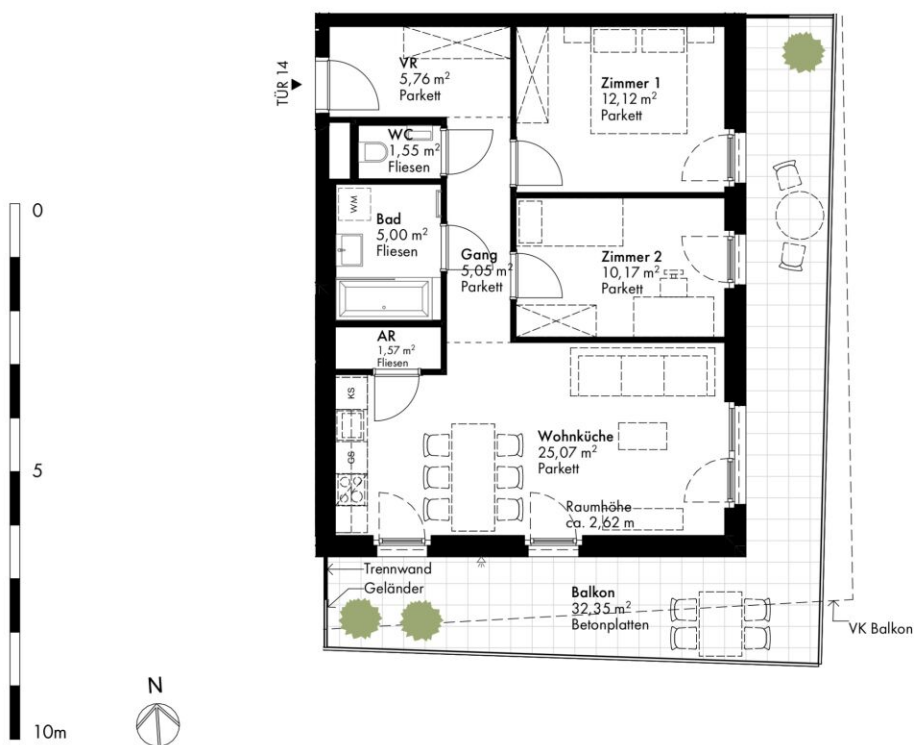 VR
5,76 m²
Parkett
TÜR 14
Zimmer 1
12,12 m²
Parkett
WC
1,55 m²
Fliesen
WM
Bad
5,00 m²
Fliesen
Gang
5,05 m²
Parkett
Zimmer 2
10,17 m²
Parkett
AR
1,57 m²
Fliesen
KS
GS
Wohnküche
25,07 m²
Parkett
Raumhöhe
ca. 2,62 m
Trennwand
Geländer
Balkon
32,35 m²
Betonplatten
VK Balkon
0
5
10m
N